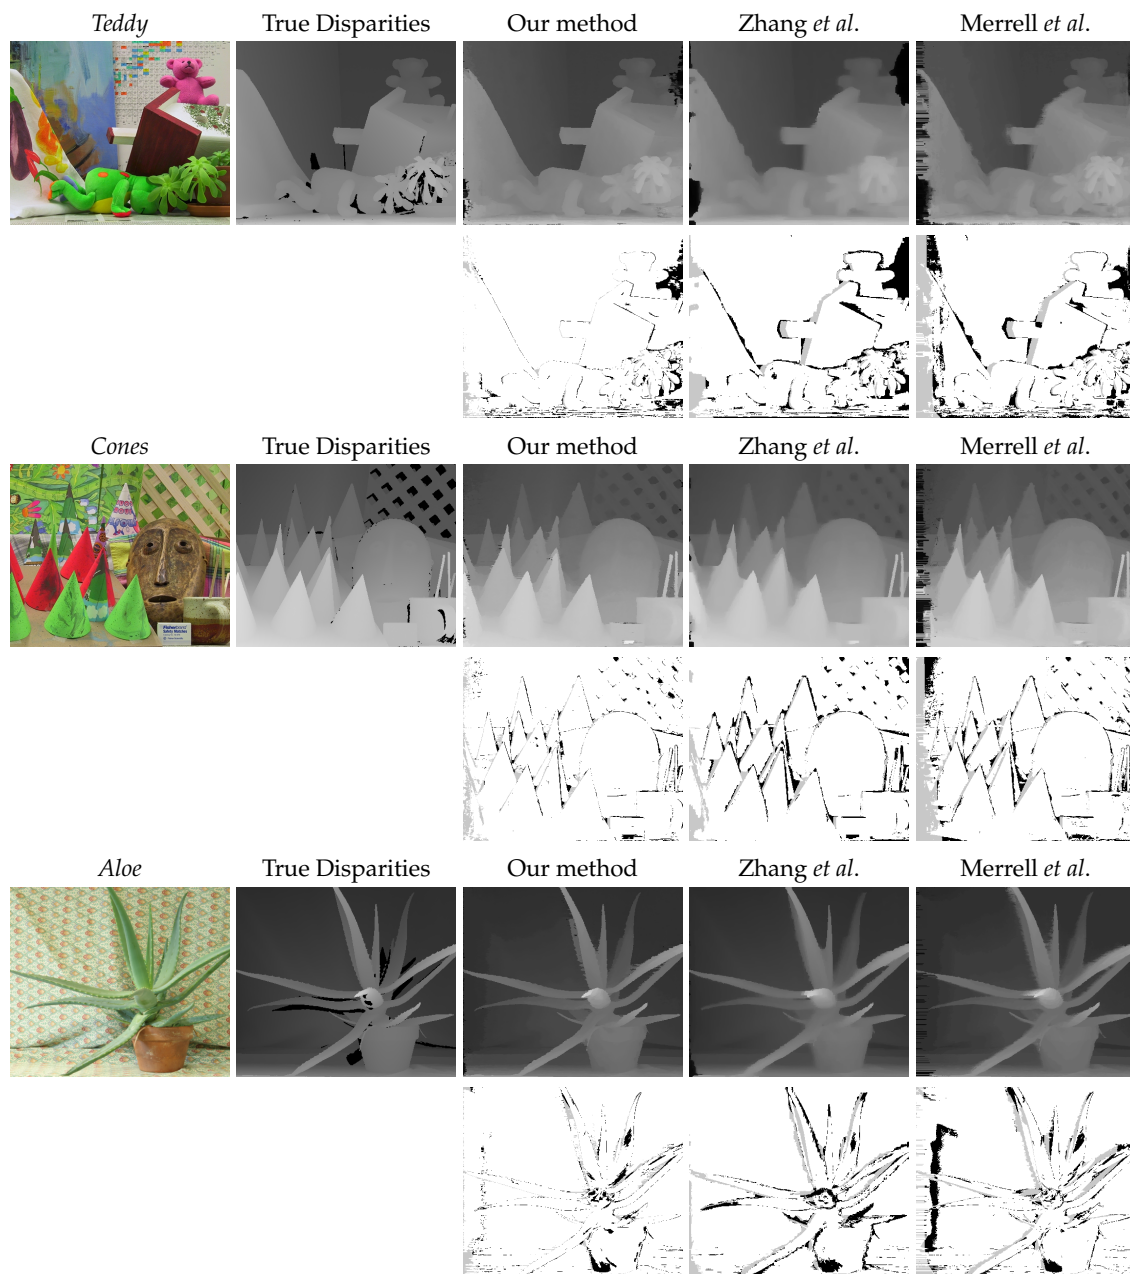 Teddy True Disparities Our method Zhang et al. Merrell et al.
Cones True Disparities Our method Zhang et al. Merrell et al.
Aloe True Disparities Our method Zhang et al. Merrell et al.